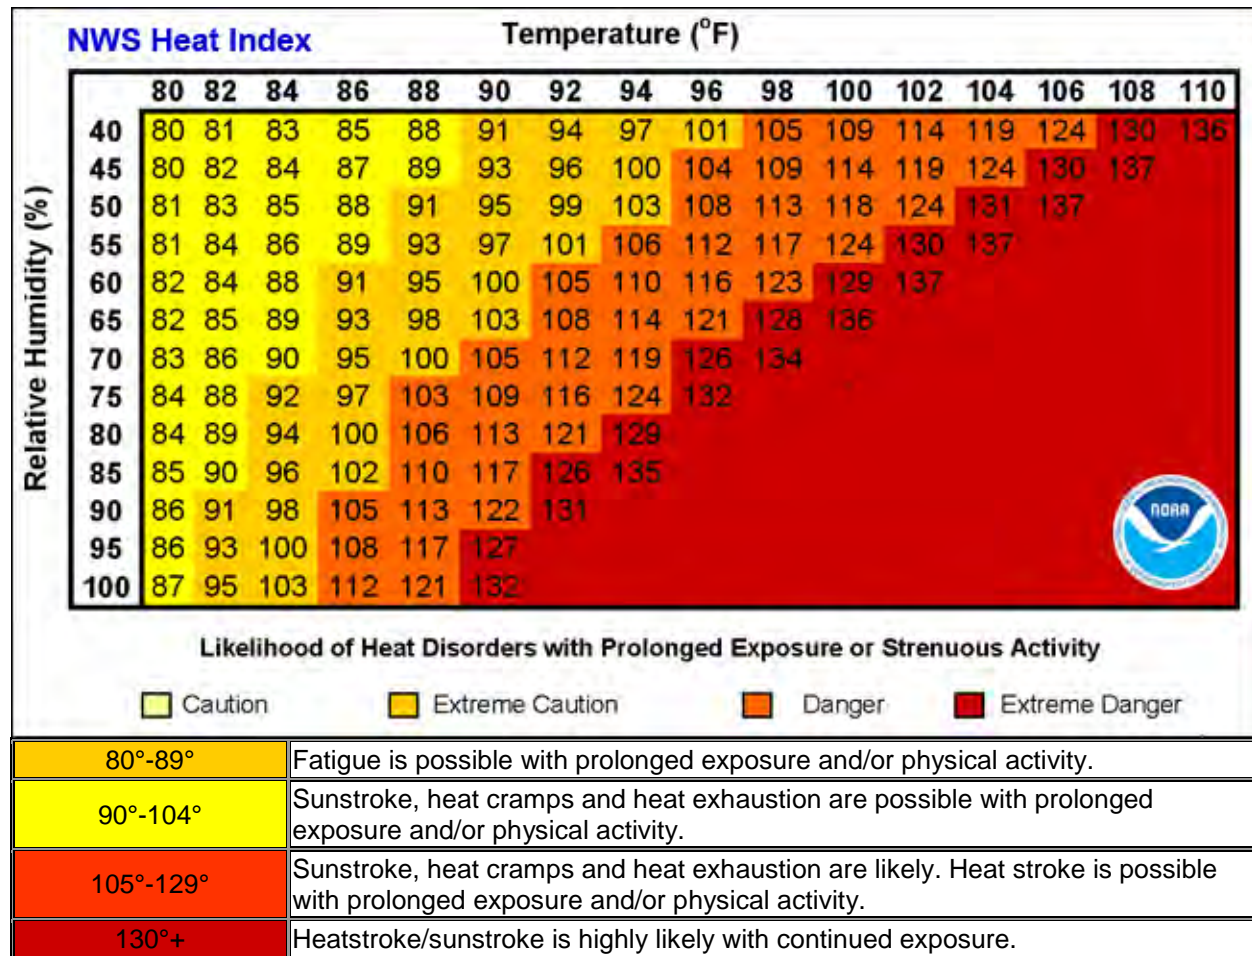 NWS Heat Index
Temperature (°F)
80 82 84 86 88 90 92 94 96 98 100 102 104 106 108 110
Relative Humidity (%)
40 80 81 83 85 88 91 94 97 101 105 109 114 119 124 130 136
45 80 82 84 87 89 93 96 100 104 109 114 119 124 130 137
50 81 83 85 88 91 95 99 103 108 113 118 124 131 137
55 81 84 86 89 93 97 101 106 112 117 124 130 137
60 82 84 88 91 95 100 105 110 116 123 129 137
65 82 85 89 93 98 103 108 114 121 128 136
70 83 86 90 95 100 105 112 119 126 134
75 84 88 92 97 103 109 116 124 132
80 84 89 94 100 106 113 121 129
85 85 90 96 102 110 117 126 135
90 86 91 98 105 113 122 131
95 86 93 100 108 117 127
100 87 95 103 112 121 132
NOAA
Likelihood of Heat Disorders with Prolonged Exposure or Strenuous Activity
Caution Extreme Caution Danger Extreme Danger
80°-89° Fatigue is possible with prolonged exposure and/or physical activity.
90°-104° Sunstroke, heat cramps and heat exhaustion are possible with prolonged
exposure and/or physical activity.
105°-129° Sunstroke, heat cramps and heat exhaustion are likely. Heat stroke is possible
with prolonged exposure and/or physical activity.
130°+ Heatstroke/sunstroke is highly likely with continued exposure.